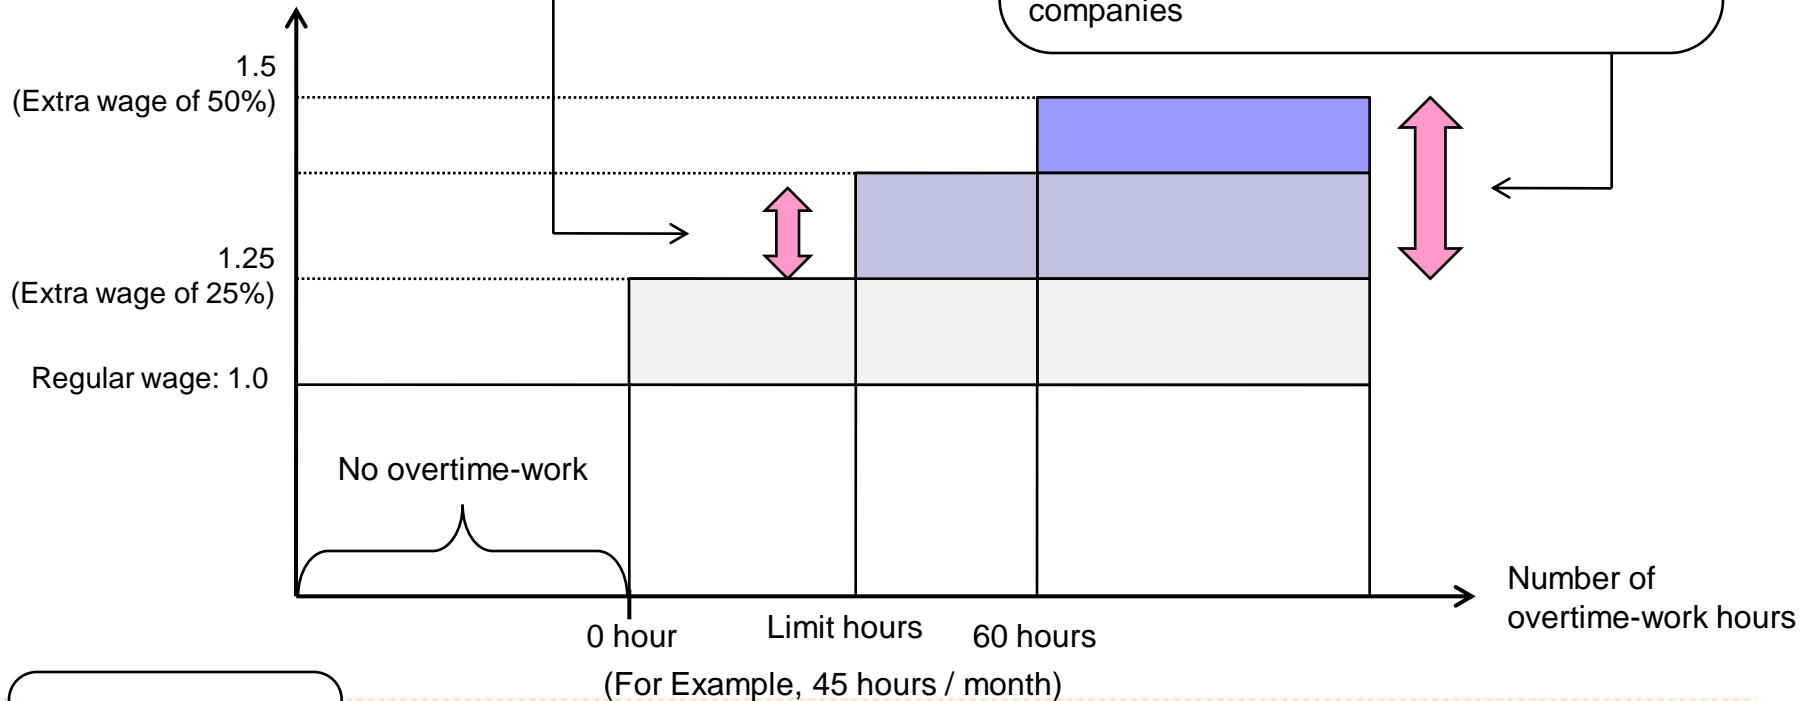 companies
1.5
(Extra wage of 50%)
1.25
(Extra wage of 25%)
Regular wage: 1.0
No overtime-work
Number of
overtime-work hours
0 hour
Limit hours
60 hours
(For Example, 45 hours / month)